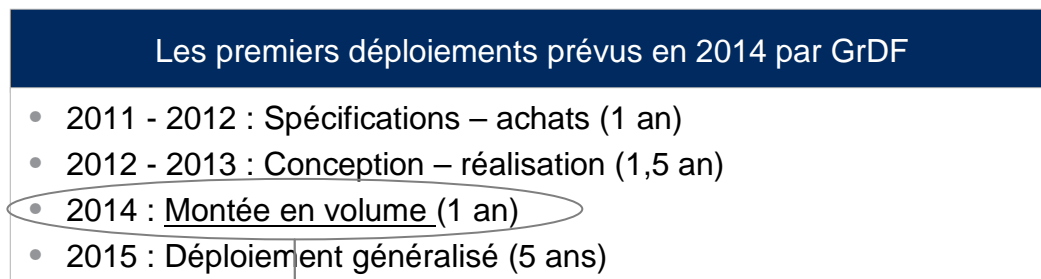 Les premiers déploiements prévus en 2014 par GrDF
• 2011 - 2012 : Spécifications – achats (1 an)
• 2012 - 2013 : Conception – réalisation (1,5 an)
• 2014 : Montée en volume (1 an)
• 2015 : Déploiement généralisé (5 ans)